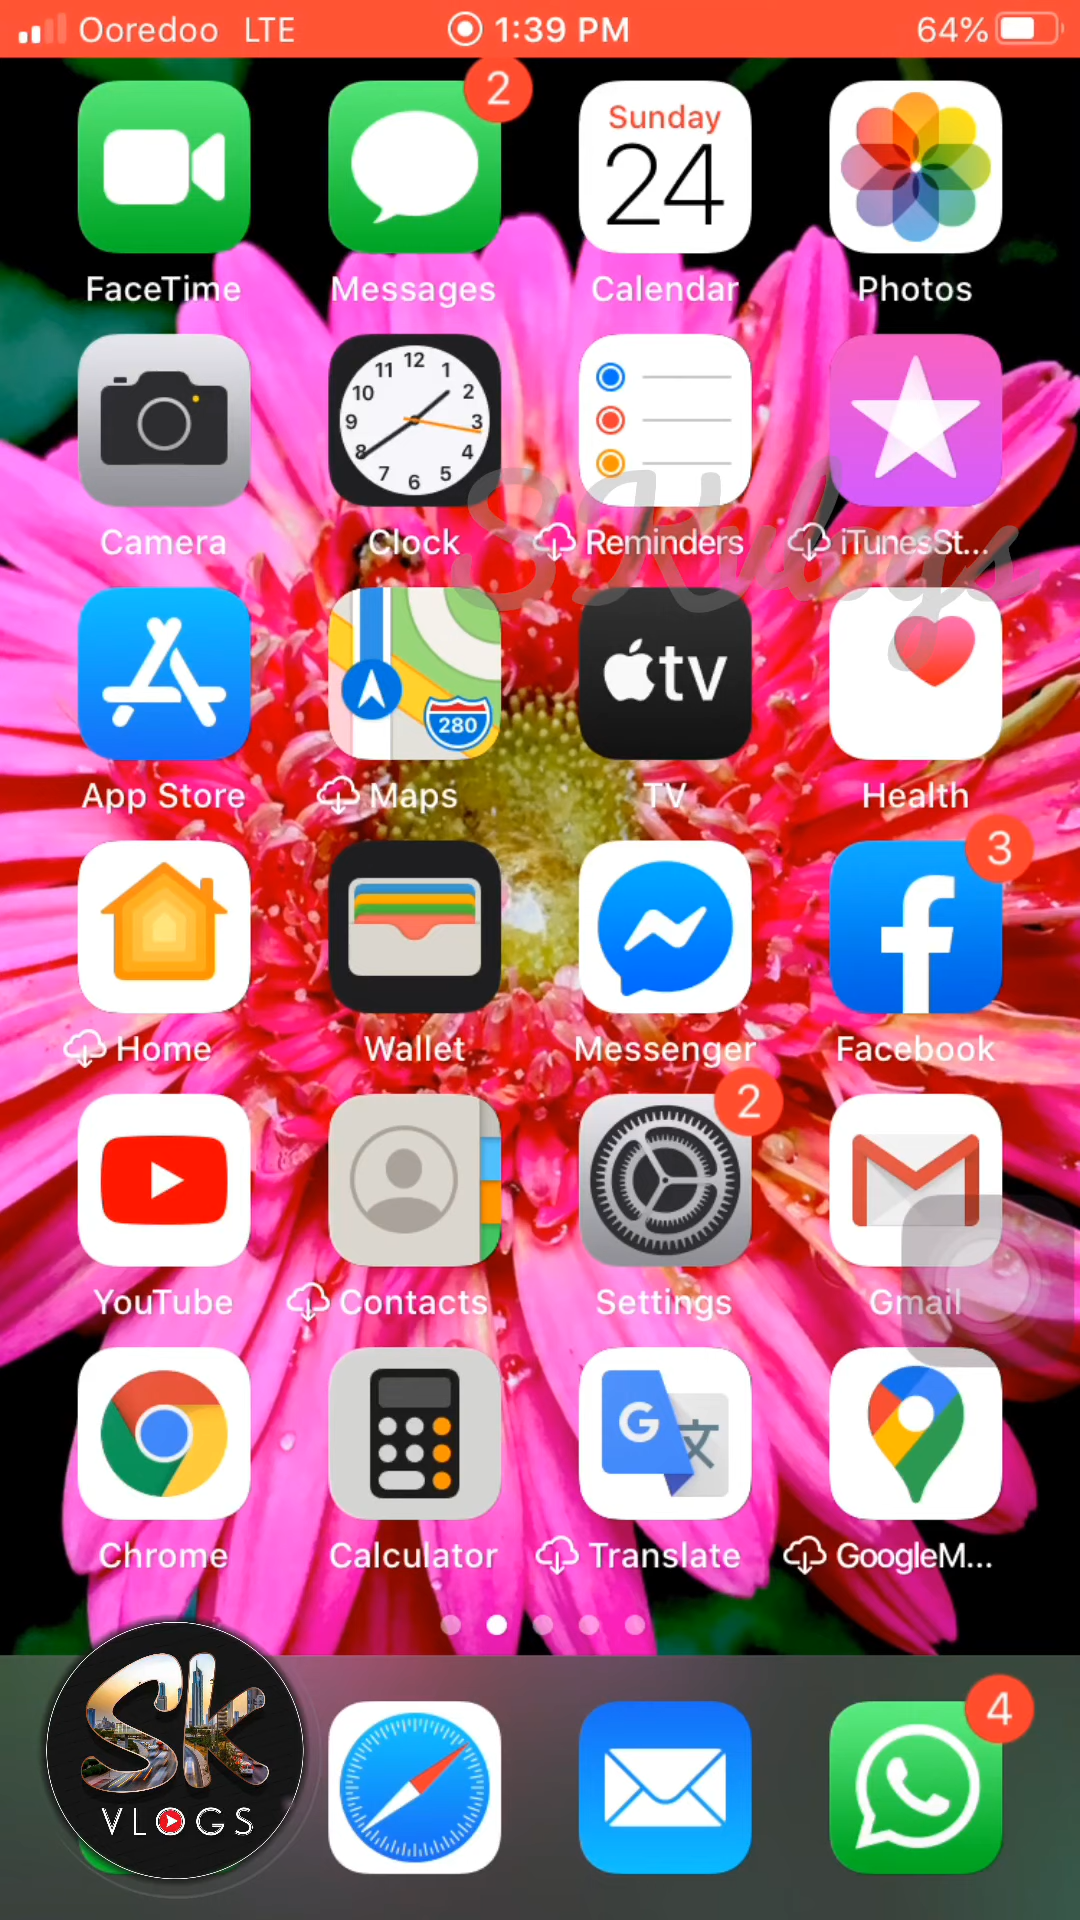 Ooredoo LTE 1:39 PM 64%
2
Sunday
24
FaceTime Messages Calendar Photos
12
11 1
10 2
9 3
8 4
7 5
6
Camera Clock Reminders iTunesSt...
SKvlogs
280
tv
App Store Maps TV Health
3
Home Wallet Messenger Facebook
2
YouTube Contacts Settings Gmail
G 文
Chrome Calculator Translate GoogleM...
4
Sk
VLOGS